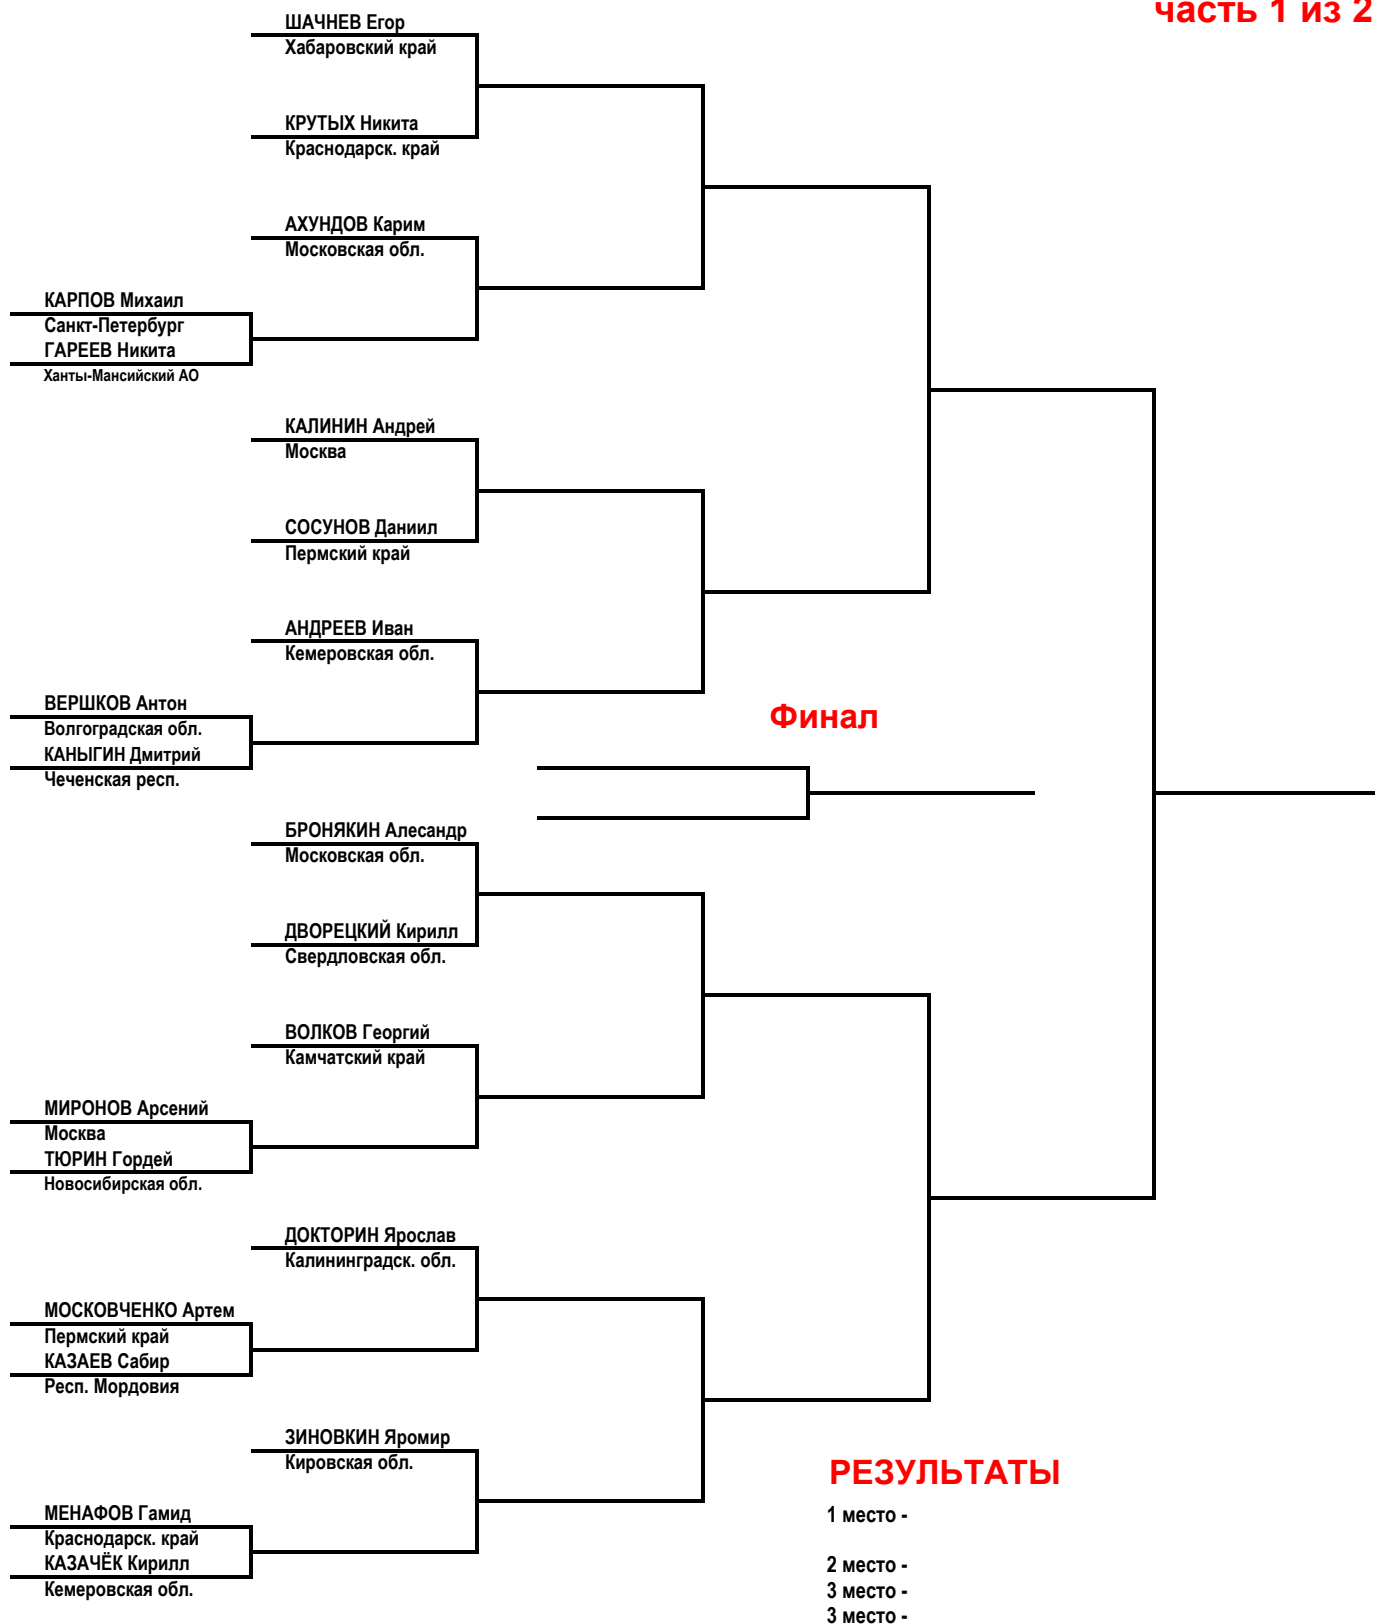 часть 1 из 2
ШАЧНЕВ Егор
Хабаровский край
КРУТЫХ Никита
Краснодарск. край
АХУНДОВ Карим
Московская обл.
КАРПОВ Михаил
Санкт-Петербург
ГАРЕЕВ Никита
Ханты-Мансийский АО
КАЛИНИН Андрей
Москва
СОСУНОВ Даниил
Пермский край
АНДРЕЕВ Иван
Кемеровская обл.
ВЕРШКОВ Антон
Волгоградская обл.
КАНЫГИН Дмитрий
Чеченская респ.
Финал
БРОНЯКИН Алесандр
Московская обл.
ДВОРЕЦКИЙ Кирилл
Свердловская обл.
ВОЛКОВ Георгий
Камчатский край
МИРОНОВ Арсений
Москва
ТЮРИН Гордей
Новосибирская обл.
ДОКТОРИН Ярослав
Калининградск. обл.
МОСКОВЧЕНКО Артем
Пермский край
КАЗАЕВ Сабир
Респ. Мордовия
ЗИНОВКИН Яромир
Кировская обл.
МЕНАФОВ Гамид
Краснодарск. край
КАЗАЧЁК Кирилл
Кемеровская обл.
РЕЗУЛЬТАТЫ
1 место -
2 место -
3 место -
3 место -